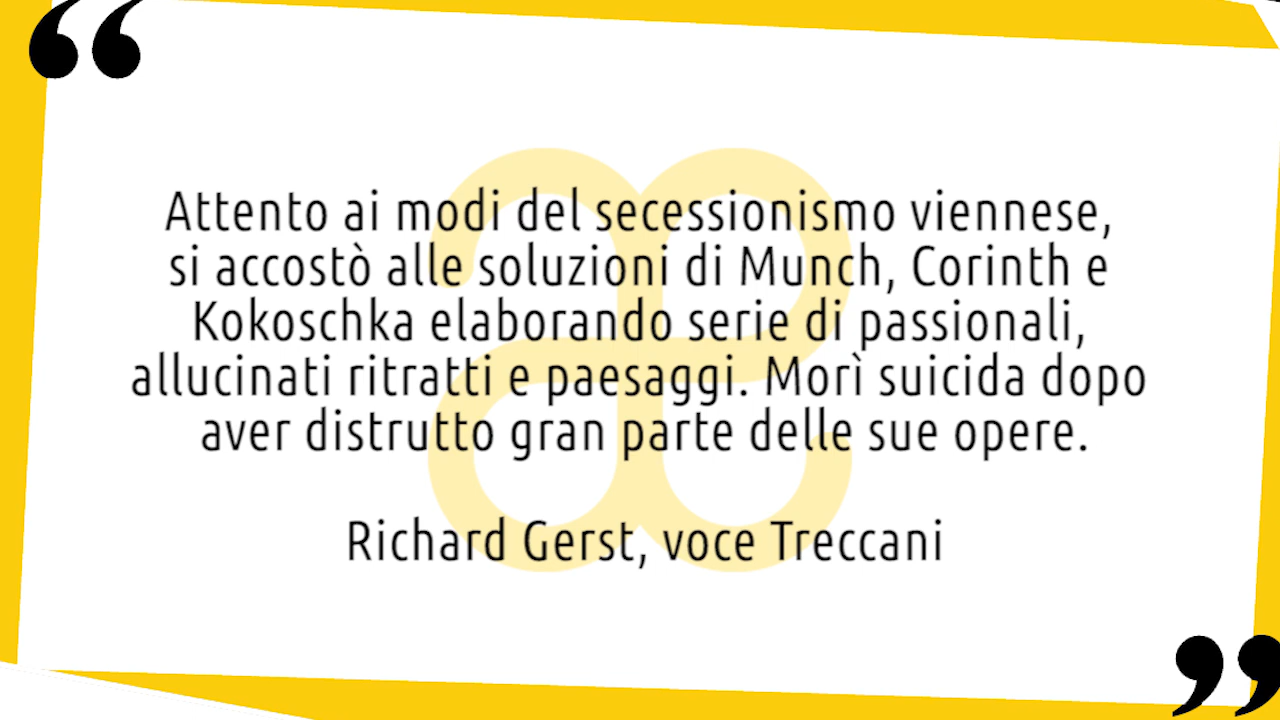 Attento ai modi del secessionismo viennese,
si accostò alle soluzioni di Munch, Corinth e
Kokoschka elaborando serie di passionali,
allucinati ritratti e paesaggi. Morì suicida dopo
aver distrutto gran parte delle sue opere.
Richard Gerst, voce Treccani